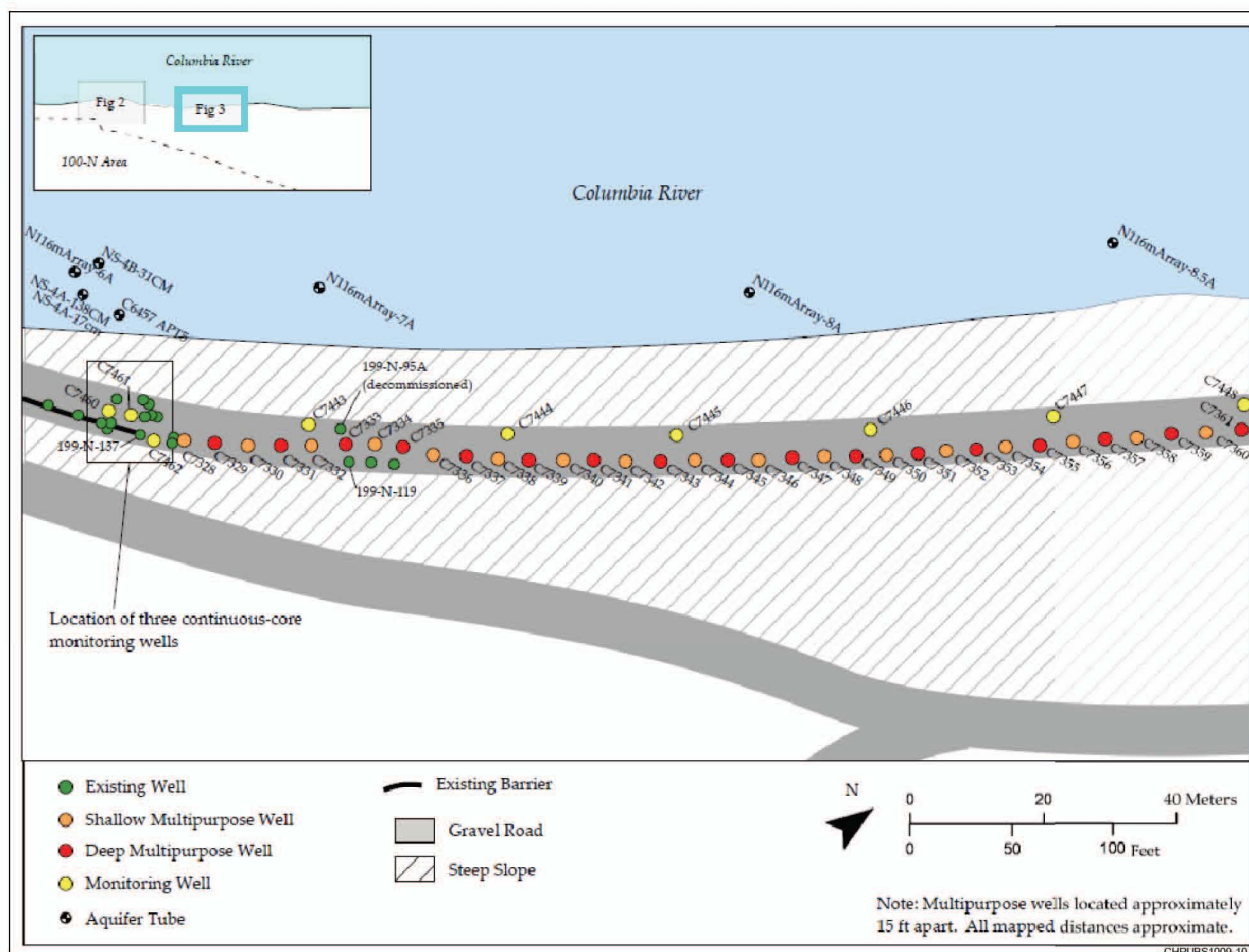 Columbia River
Fig 2
Fig 3
100-N Area
Columbia River
N116mArray-6A
NS-4B-31CM
NS-4A-138CM
NS-4A-17cm
C6457 APT5
N116mArray-7A
N116mArray-8A
N116mArray-8.5A
199-N-95A
(decommissioned)
C7460
C7461
C7443
C7333
C7334
C7335
C7444
C7445
C7446
C7447
C7448
C7361
199-N-137
C7462
C7328
C7329
C7330
C7331
C7332
199-N-119
C7336
C7337
C7338
C7339
C7340
C7341
C7342
C7343
C7344
C7345
C7346
C7347
C7348
C7349
C7350
C7351
C7352
C7353
C7354
C7355
C7356
C7357
C7358
C7359
C7360
Location of three continuous-core
monitoring wells
Existing Well
Shallow Multipurpose Well
Deep Multipurpose Well
Monitoring Well
Aquifer Tube
Existing Barrier
Gravel Road
Steep Slope
N
0 20 40 Meters
0 50 100 Feet
Note: Multipurpose wells located approximately
15 ft apart. All mapped distances approximate.